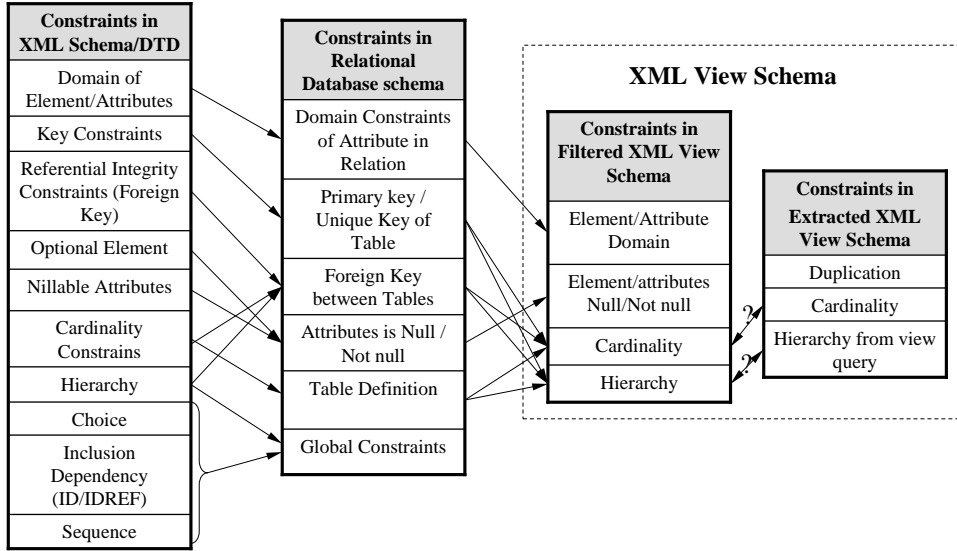 Constraints in
XML Schema/DTD
Domain of
Element/Attributes
Key Constraints
Referential Integrity
Constraints (Foreign
Key)
Optional Element
Nillable Attributes
Cardinality
Constrains
Hierarchy
Choice
Inclusion
Dependency
(ID/IDREF)
Sequence
Constraints in
Relational
Database schema
Domain Constraints
of Attribute in
Relation
Primary key /
Unique Key of
Table
Foreign Key
between Tables
Attributes is Null /
Not null
Table Definition
Global Constraints
XML View Schema
Constraints in
Filtered XML View
Schema
Element/Attribute
Domain
Element/attributes
Null/Not null
Cardinality
Hierarchy
?
?
Constraints in
Extracted XML
View Schema
Duplication
Cardinality
Hierarchy from view
query